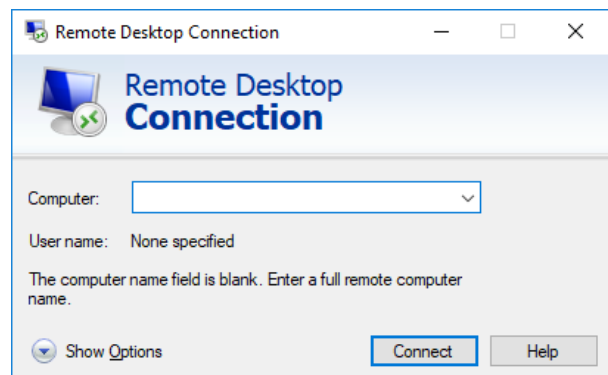 Remote Desktop Connection
Remote Desktop
Connection
Computer:
User name: None specified
The computer name field is blank. Enter a full remote computer
name.
Show Options
Connect Help